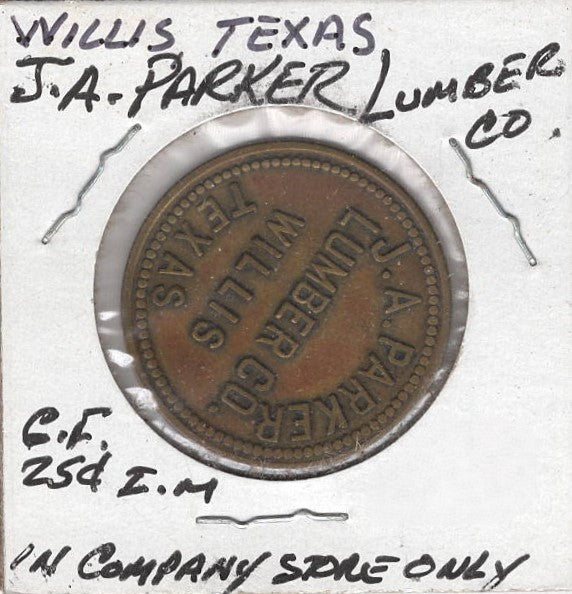 WILLIS TEXAS
J.A. PARKER LUMBER
CO.
J. A. PARKER
LUMBER CO.
WILLIS
TEXAS
G.F.
25¢ I.M
IN COMPANY STORE ONLY